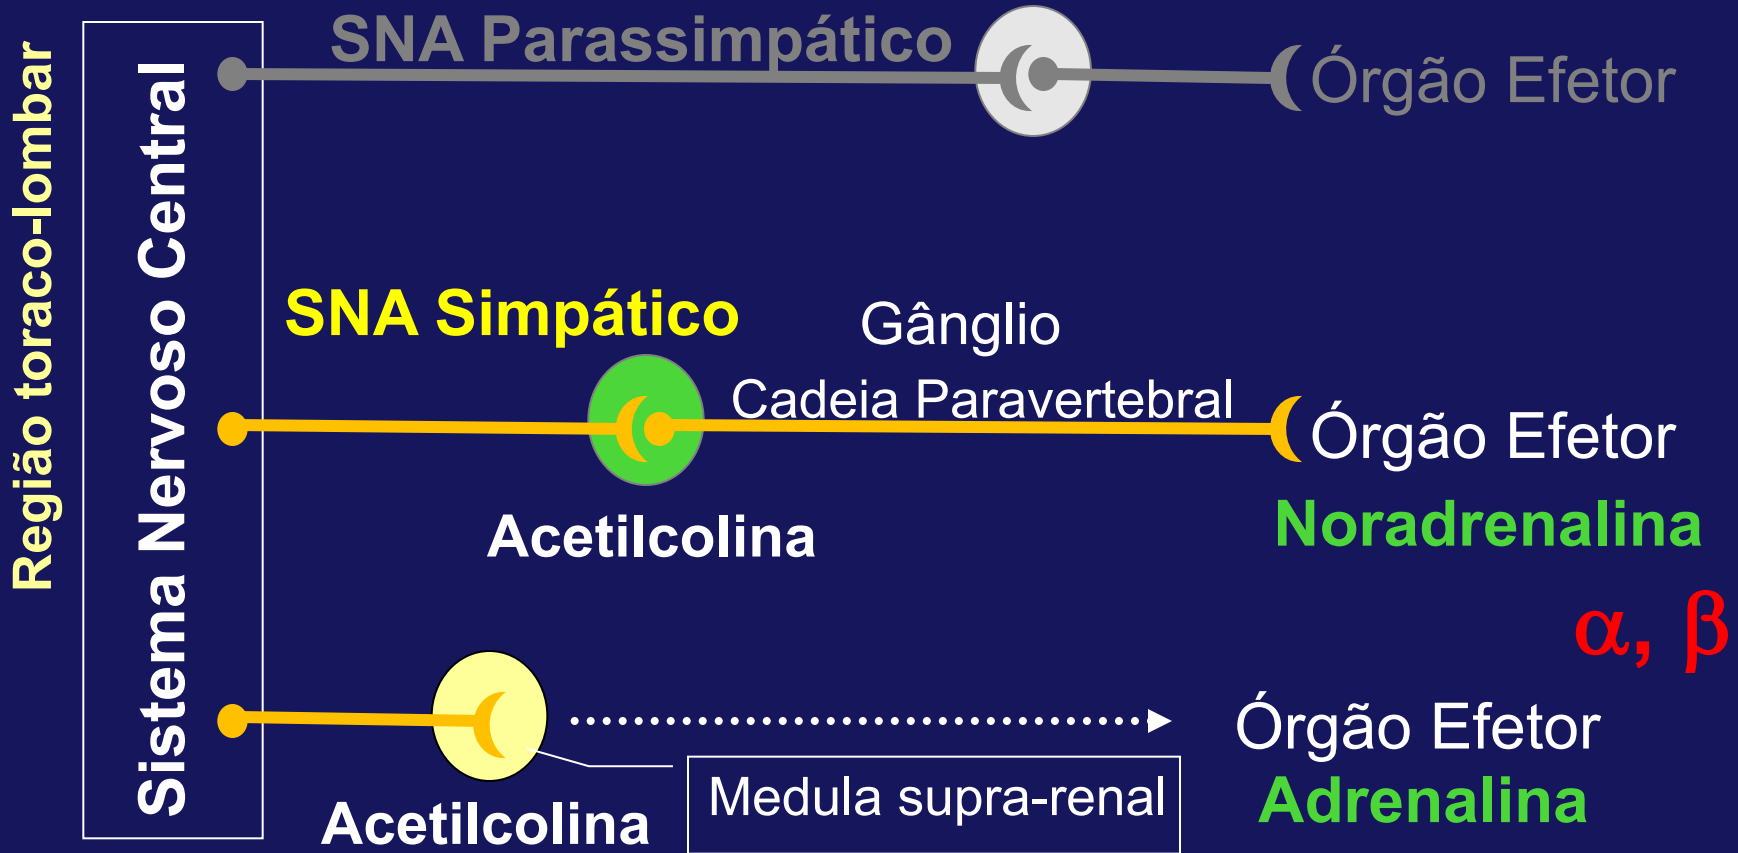 Região toraco-lombar
Sistema Nervoso Central
SNA Parassimpático
Órgão Efetor
SNA Simpático
Gânglio
Cadeia Paravertebral
Órgão Efetor
Acetilcolina
Noradrenalina
α, β
Órgão Efetor
Medula supra-renal
Adrenalina
Acetilcolina